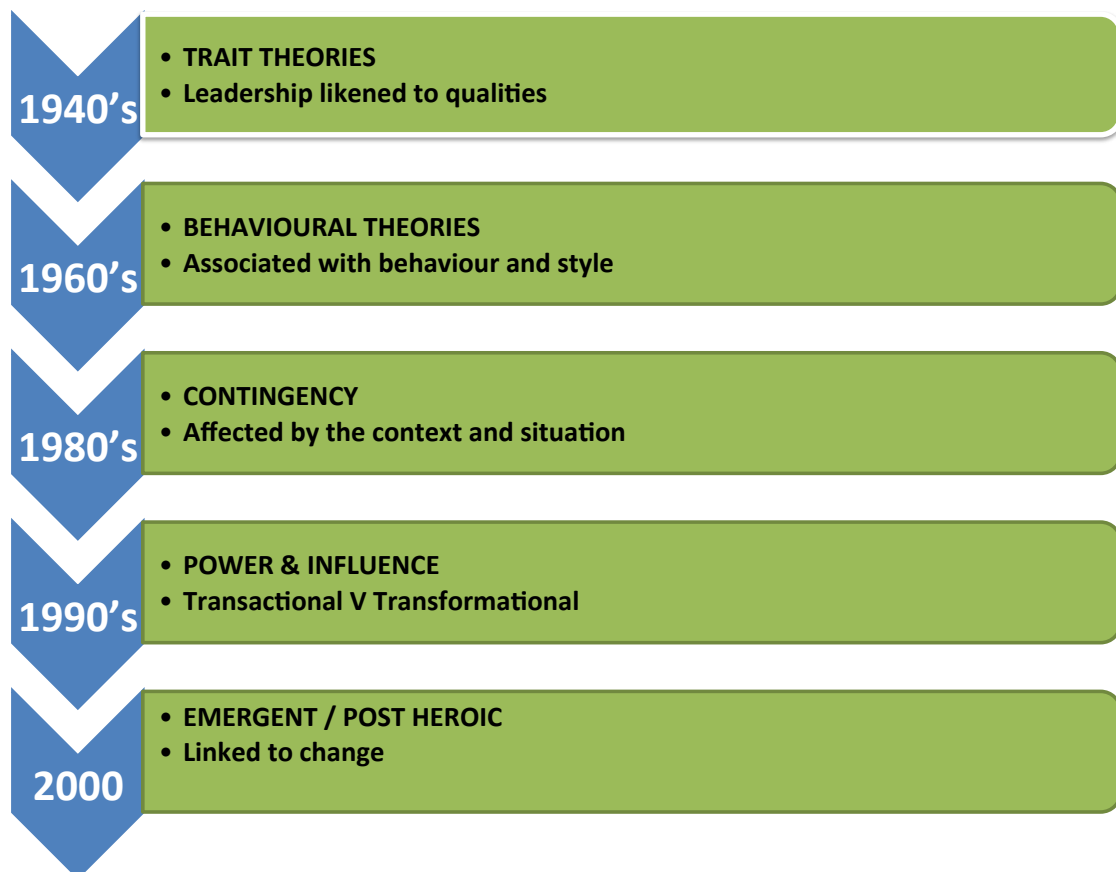 1940's
• TRAIT THEORIES
• Leadership likened to qualities
1960's
• BEHAVIOURAL THEORIES
• Associated with behaviour and style
1980's
• CONTINGENCY
• Affected by the context and situation
1990's
• POWER & INFLUENCE
• Transactional V Transformational
2000
• EMERGENT / POST HEROIC
• Linked to change